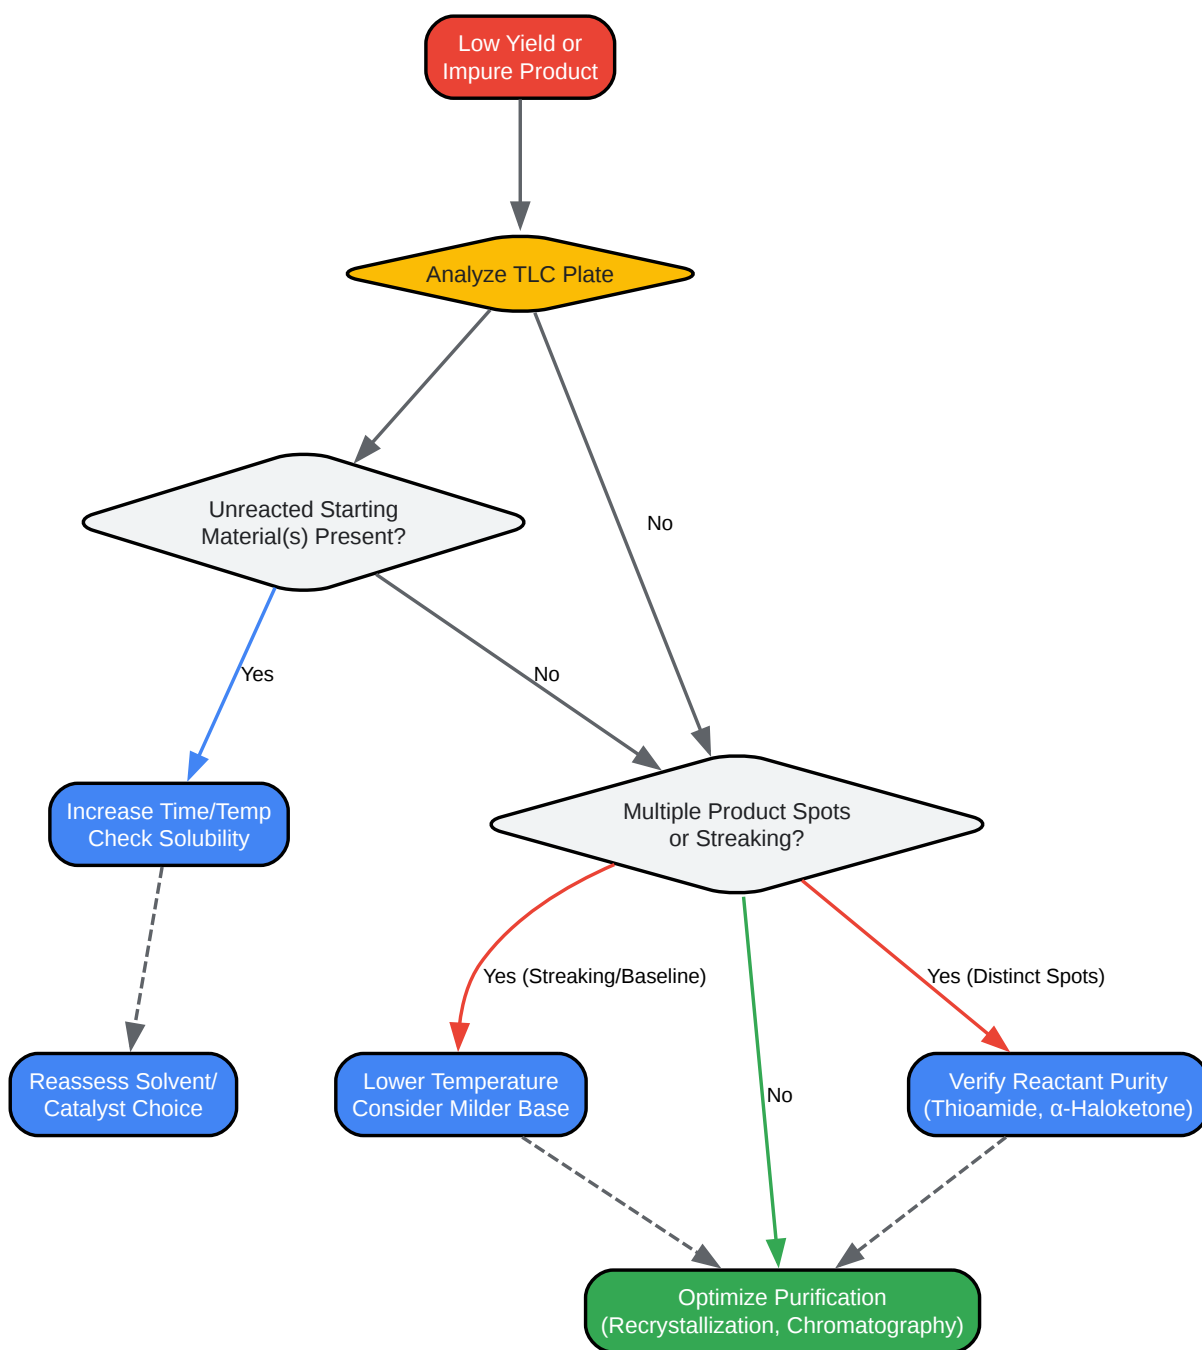 Low Yield or
Impure Product
Analyze TLC Plate
Unreacted Starting
Material(s) Present?
No
Yes
No
Increase Time/Temp
Check Solubility
Multiple Product Spots
or Streaking?
Yes (Streaking/Baseline)
Yes (Distinct Spots)
Reassess Solvent/
Catalyst Choice
Lower Temperature
Consider Milder Base
No
Verify Reactant Purity
(Thioamide, α-Haloketone)
Optimize Purification
(Recrystallization, Chromatography)